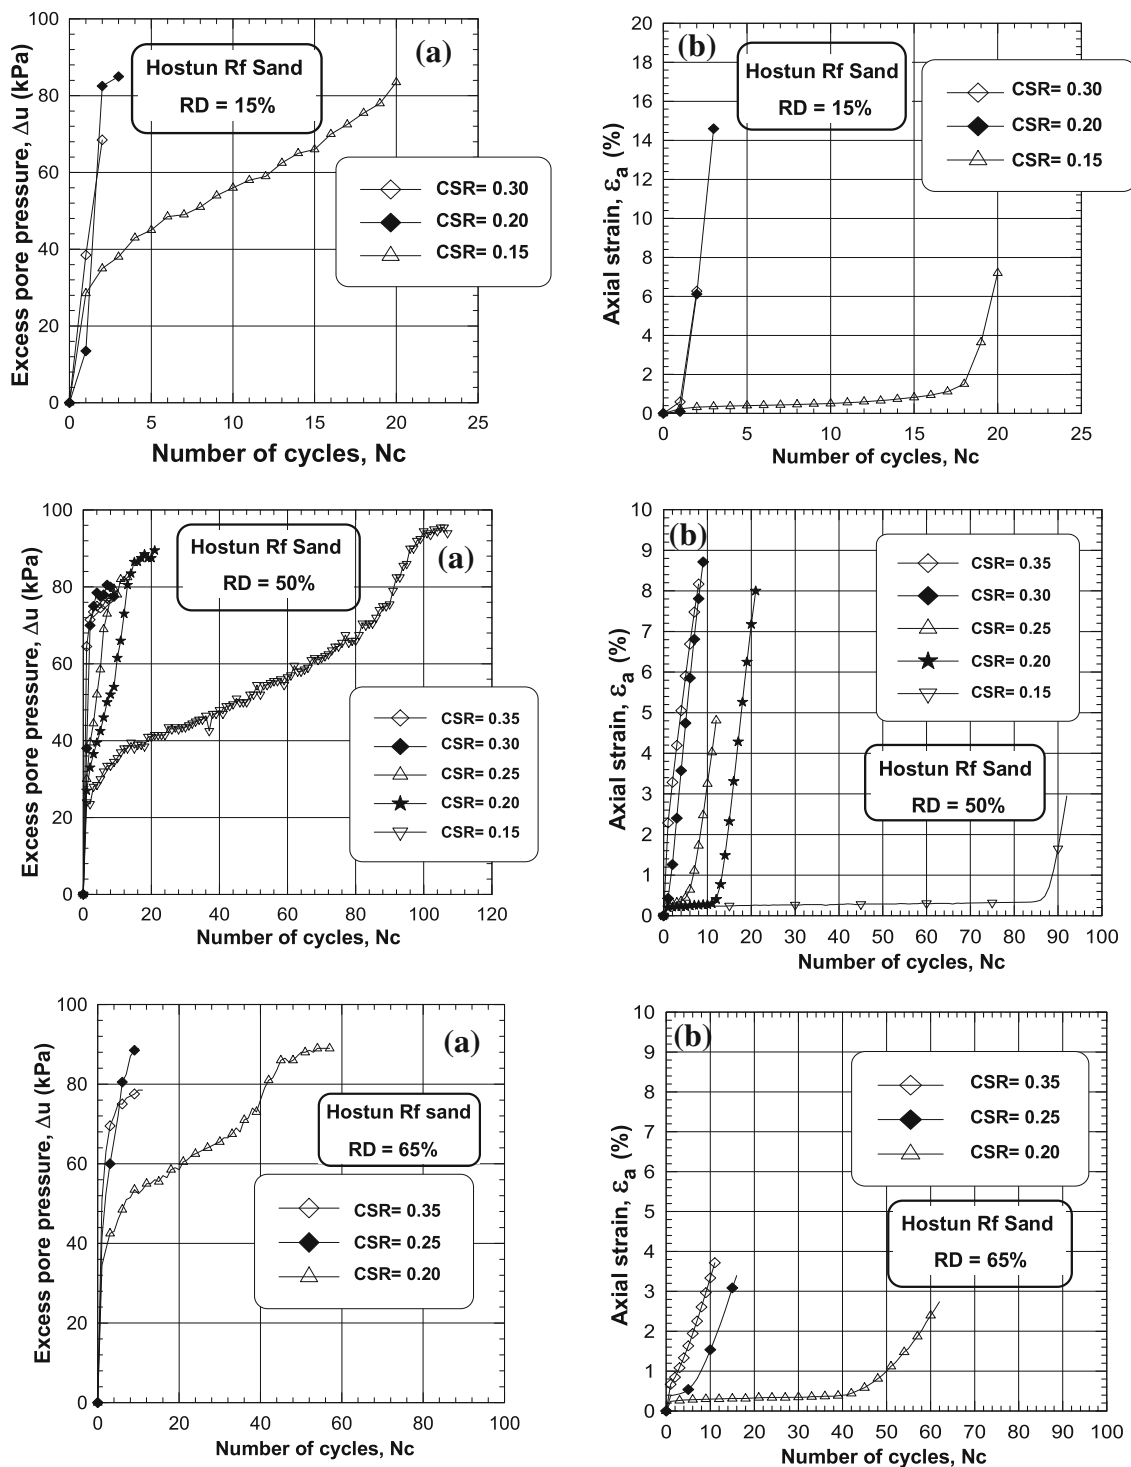 (a)
Hostun Rf Sand
RD = 15%
CSR= 0.30
CSR= 0.20
CSR= 0.15
Excess pore pressure, Δu (kPa)
100
80
60
40
20
0
0 5 10 15 20 25
Number of cycles, Nc
(b)
Hostun Rf Sand
RD = 15%
CSR= 0.30
CSR= 0.20
CSR= 0.15
Axial strain, εa (%)
20
18
16
14
12
10
8
6
4
2
0
0 5 10 15 20 25
Number of cycles, Nc
(a)
Hostun Rf Sand
RD = 50%
CSR= 0.35
CSR= 0.30
CSR= 0.25
CSR= 0.20
CSR= 0.15
Excess pore pressure, Δu (kPa)
100
80
60
40
20
0
0 20 40 60 80 100 120
Number of cycles, Nc
(b)
CSR= 0.35
CSR= 0.30
CSR= 0.25
CSR= 0.20
CSR= 0.15
Hostun Rf Sand
RD = 50%
Axial strain, εa (%)
10
9
8
7
6
5
4
3
2
1
0
0 10 20 30 40 50 60 70 80 90 100
Number of cycles, Nc
(a)
Hostun Rf sand
RD = 65%
CSR= 0.35
CSR= 0.25
CSR= 0.20
Excess pore pressure, Δu (kPa)
100
80
60
40
20
0
0 20 40 60 80 100
Number of cycles, Nc
(b)
CSR= 0.35
CSR= 0.25
CSR= 0.20
Hostun Rf Sand
RD = 65%
Axial strain, εa (%)
10
9
8
7
6
5
4
3
2
1
0
0 10 20 30 40 50 60 70 80 90 100
Number of cycles, Nc